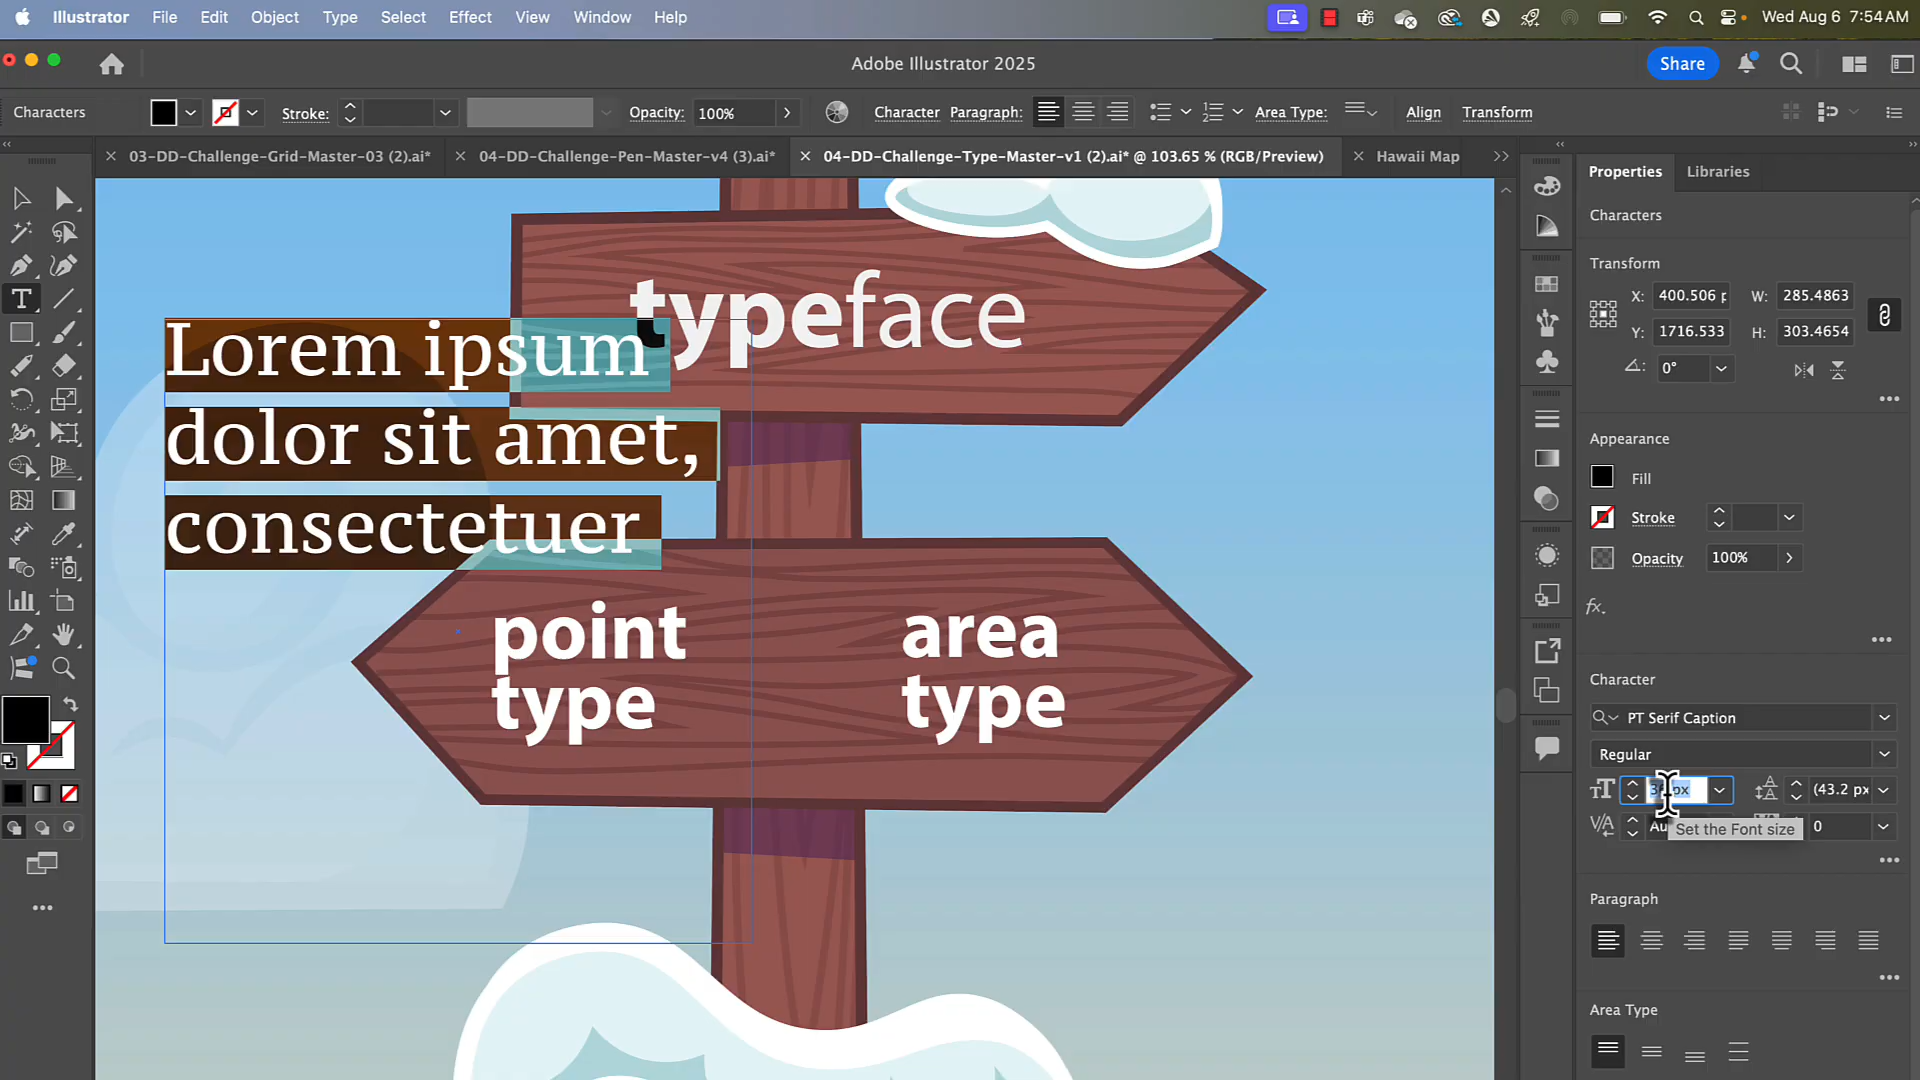 Illustrator File Edit Object Type Select Effect View Window Help
Wed Aug 6 7:54 AM
Adobe Illustrator 2025
Share
Characters
Stroke:
Opacity: 100%
Character Paragraph:
Area Type:
Align Transform
03-DD-Challenge-Grid-Master-03 (2).ai*
04-DD-Challenge-Pen-Master-v4 (3).ai*
04-DD-Challenge-Type-Master-v1 (2).ai* @ 103.65 % (RGB/Preview)
Hawaii Map
typeface
Lorem ipsum
dolor sit amet,
consectetuer
point
type
area
type
Properties Libraries
Characters
Transform
X: 400.506 W: 285.4863
Y: 1716.533 H: 303.4654
0°
Appearance
Fill
Stroke
Opacity 100%
fx.
Character
PT Serif Caption
Regular
px (43.2 px
0
Set the Font size
Paragraph
Area Type